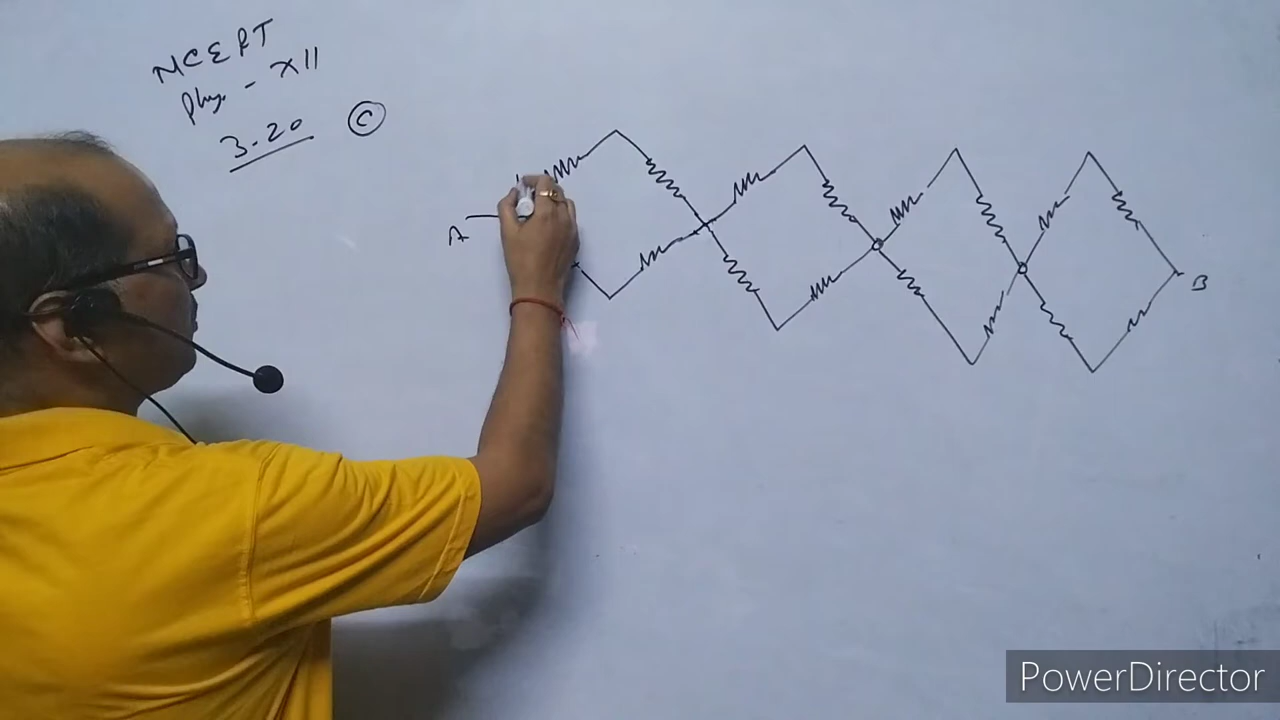 NCERT
Phy. - XII
3.20 C
A
B
PowerDirector